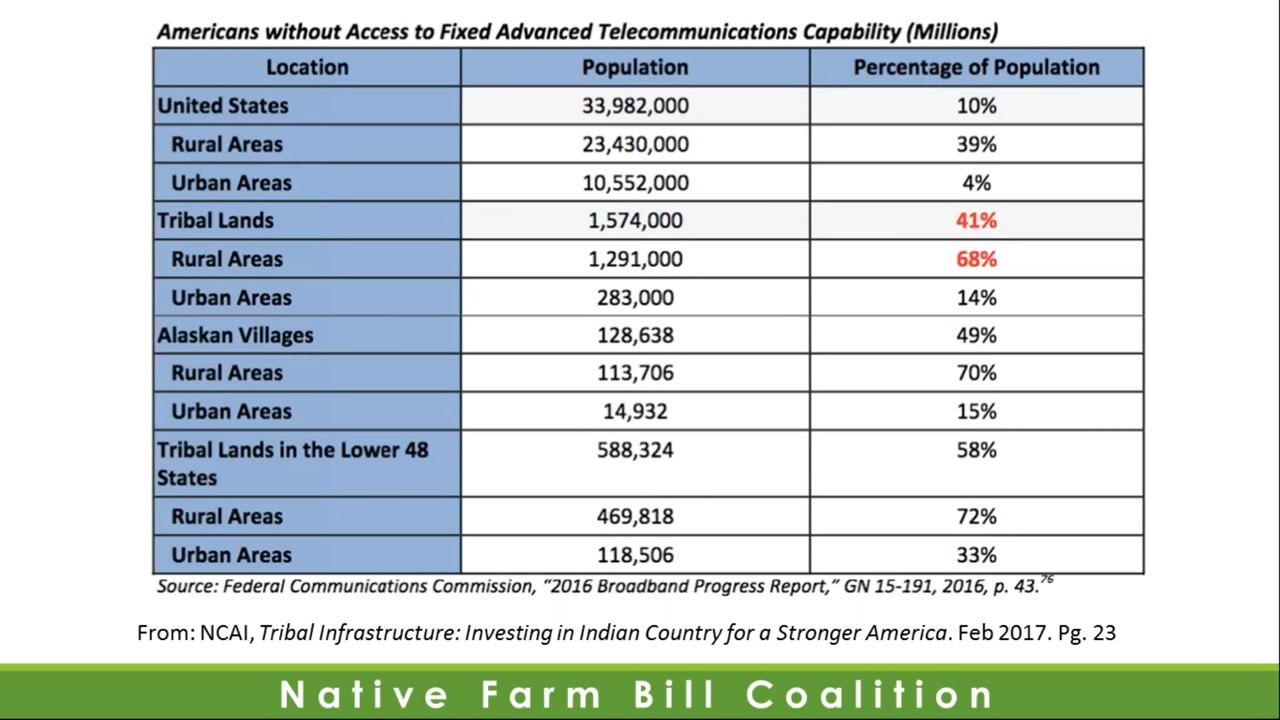 Americans without Access to Fixed Advanced Telecommunications Capability (Millions)
Location Population Percentage of Population
United States 33,982,000 10%
Rural Areas 23,430,000 39%
Urban Areas 10,552,000 4%
Tribal Lands 1,574,000 41%
Rural Areas 1,291,000 68%
Urban Areas 283,000 14%
Alaskan Villages 128,638 49%
Rural Areas 113,706 70%
Urban Areas 14,932 15%
Tribal Lands in the Lower 48 588,324 58%
States
Rural Areas 469,818 72%
Urban Areas 118,506 33%
Source: Federal Communications Commission, “2016 Broadband Progress Report,” GN 15-191, 2016, p. 43.76
From: NCAI, Tribal Infrastructure: Investing in Indian Country for a Stronger America. Feb 2017. Pg. 23
Native Farm Bill Coalition